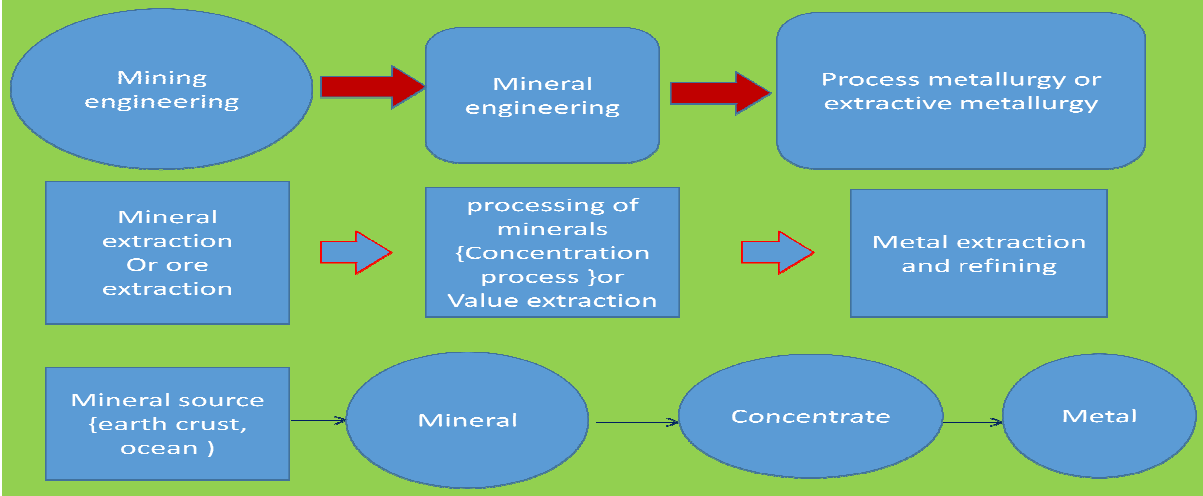 Mining
engineering
Mineral
engineering
Process metallurgy or
extractive metallurgy
Mineral
extraction
Or ore
extraction
processing of
minerals
{Concentration
process }or
Value extraction
Metal extraction
and refining
Mineral source
{earth crust,
ocean )
Mineral
Concentrate
Metal